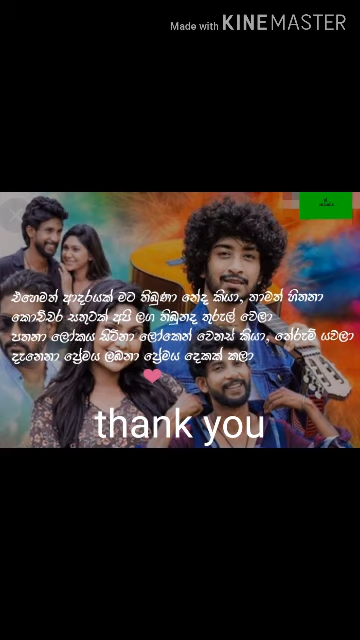 Made with KINEMASTER
එහෙමත් ආදරයක් මට තිබුණා නේද කියා, තාමත් හිතනා
කොච්චර සතුටක් අපි ලග තිබුනද තුරුල් වෙලා
පතනා ලෝකය සිටිනා ලෝකෙන් වෙනස් කියා, තේරුම් යවලා
දැනෙනා ප්‍රේමය ලබනා ප්‍රේමය දෙකක් කලා
thank you